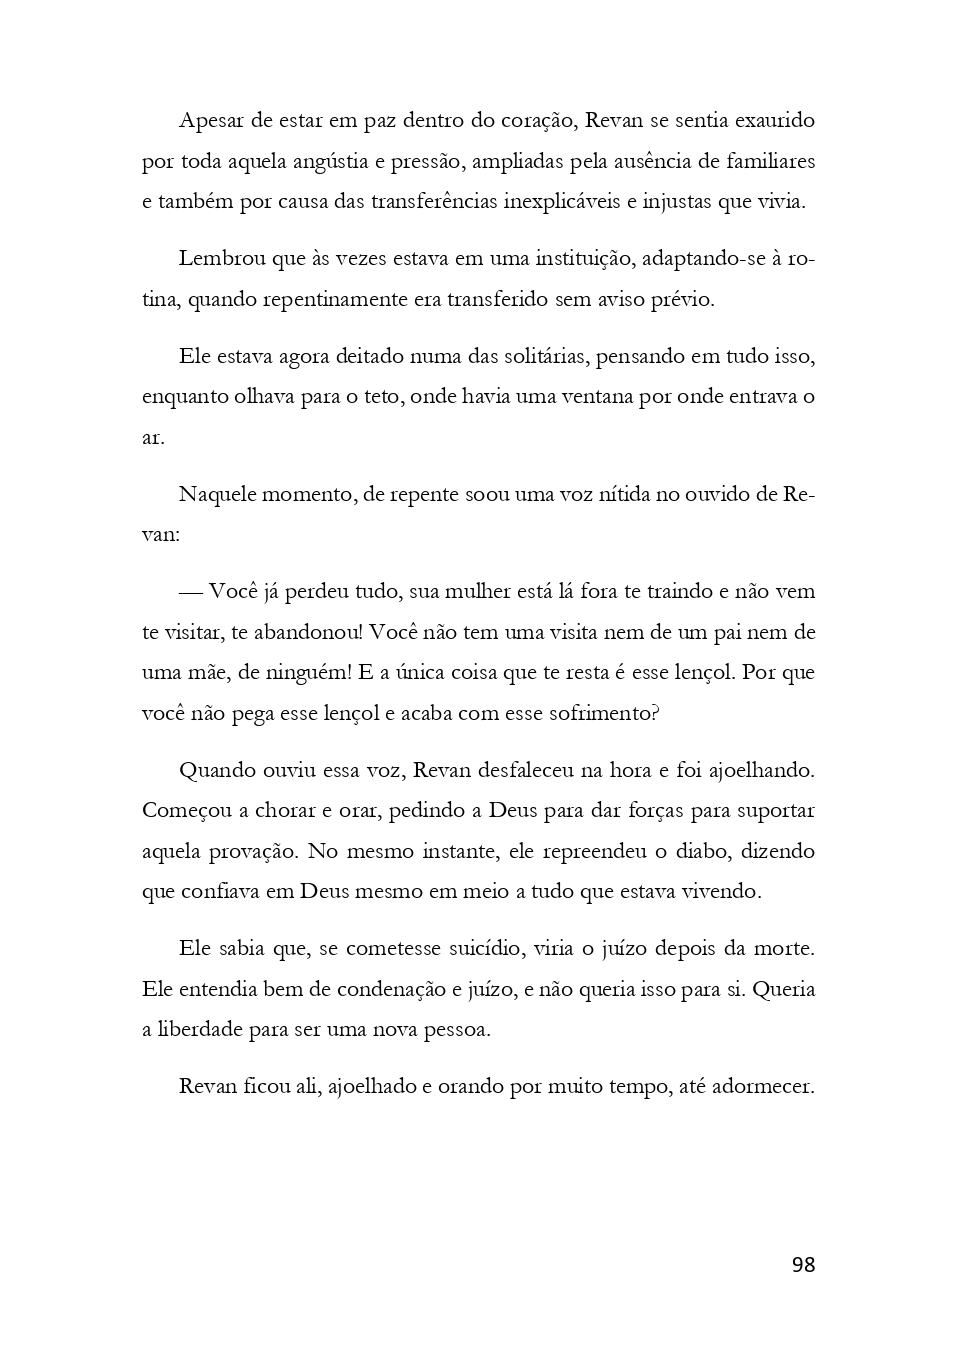 Apesar de estar em paz dentro do coração, Revan se sentia exaurido
por toda aquela angústia e pressão, ampliadas pela ausência de familiares
e também por causa das transferências inexplicáveis e injustas que vivia.
Lembrou que às vezes estava em uma instituição, adaptando-se à ro-
tina, quando repentinamente era transferido sem aviso prévio.
Ele estava agora deitado numa das solitárias, pensando em tudo isso,
enquanto olhava para o teto, onde havia uma ventana por onde entrava o
ar.
Naquele momento, de repente soou uma voz nítida no ouvido de Re-
van:
— Você já perdeu tudo, sua mulher está lá fora te traindo e não vem
te visitar, te abandonou! Você não tem uma visita nem de um pai nem de
uma mãe, de ninguém! E a única coisa que te resta é esse lençol. Por que
você não pega esse lençol e acaba com esse sofrimento?
Quando ouviu essa voz, Revan desfaleceu na hora e foi ajoelhando.
Começou a chorar e orar, pedindo a Deus para dar forças para suportar
aquela provação. No mesmo instante, ele repreendeu o diabo, dizendo
que confiava em Deus mesmo em meio a tudo que estava vivendo.
Ele sabia que, se cometesse suicídio, viria o juízo depois da morte.
Ele entendia bem de condenação e juízo, e não queria isso para si. Queria
a liberdade para ser uma nova pessoa.
Revan ficou ali, ajoelhado e orando por muito tempo, até adormecer.
98